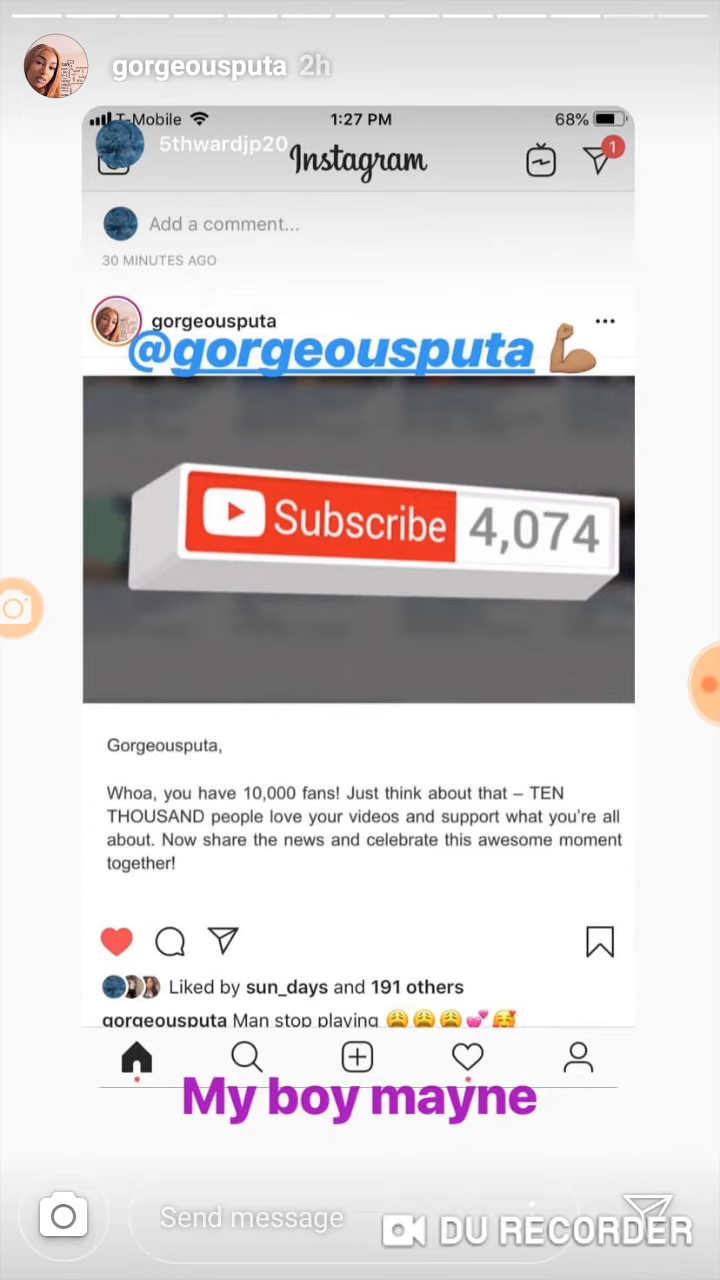 gorgeousputa 2h
T-Mobile 1:27 PM 68%
5thwardjp20 Instagram 1
Add a comment...
30 MINUTES AGO
gorgeousputa
@gorgeousputa
Subscribe 4,074
Gorgeousputa,
Whoa, you have 10,000 fans! Just think about that – TEN
THOUSAND people love your videos and support what you're all
about. Now share the news and celebrate this awesome moment
together!
Liked by sun_days and 191 others
gorgeousputa Man stop playing 😩😩😩💕🥰
My boy mayne
Send message
DU RECORDER